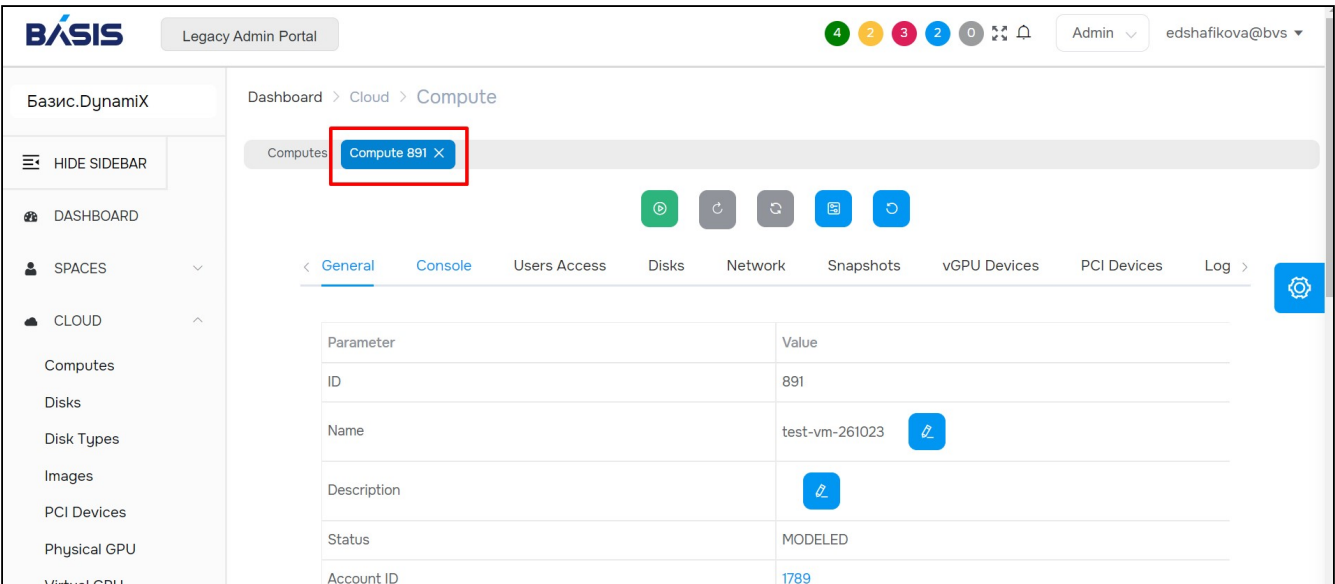 BÁSIS
Legacy Admin Portal
4 2 3 2 0
Admin
edshafikova@bvs
Базис.DynamiX
Dashboard > Cloud > Compute
HIDE SIDEBAR
Computes
Compute 891
DASHBOARD
SPACES
CLOUD
Computes
Disks
Disk Types
Images
PCI Devices
Physical GPU
Virtual GPU
General Console Users Access Disks Network Snapshots vGPU Devices PCI Devices Log
Parameter Value
ID 891
Name test-vm-261023
Description
Status MODELED
Account ID 1789